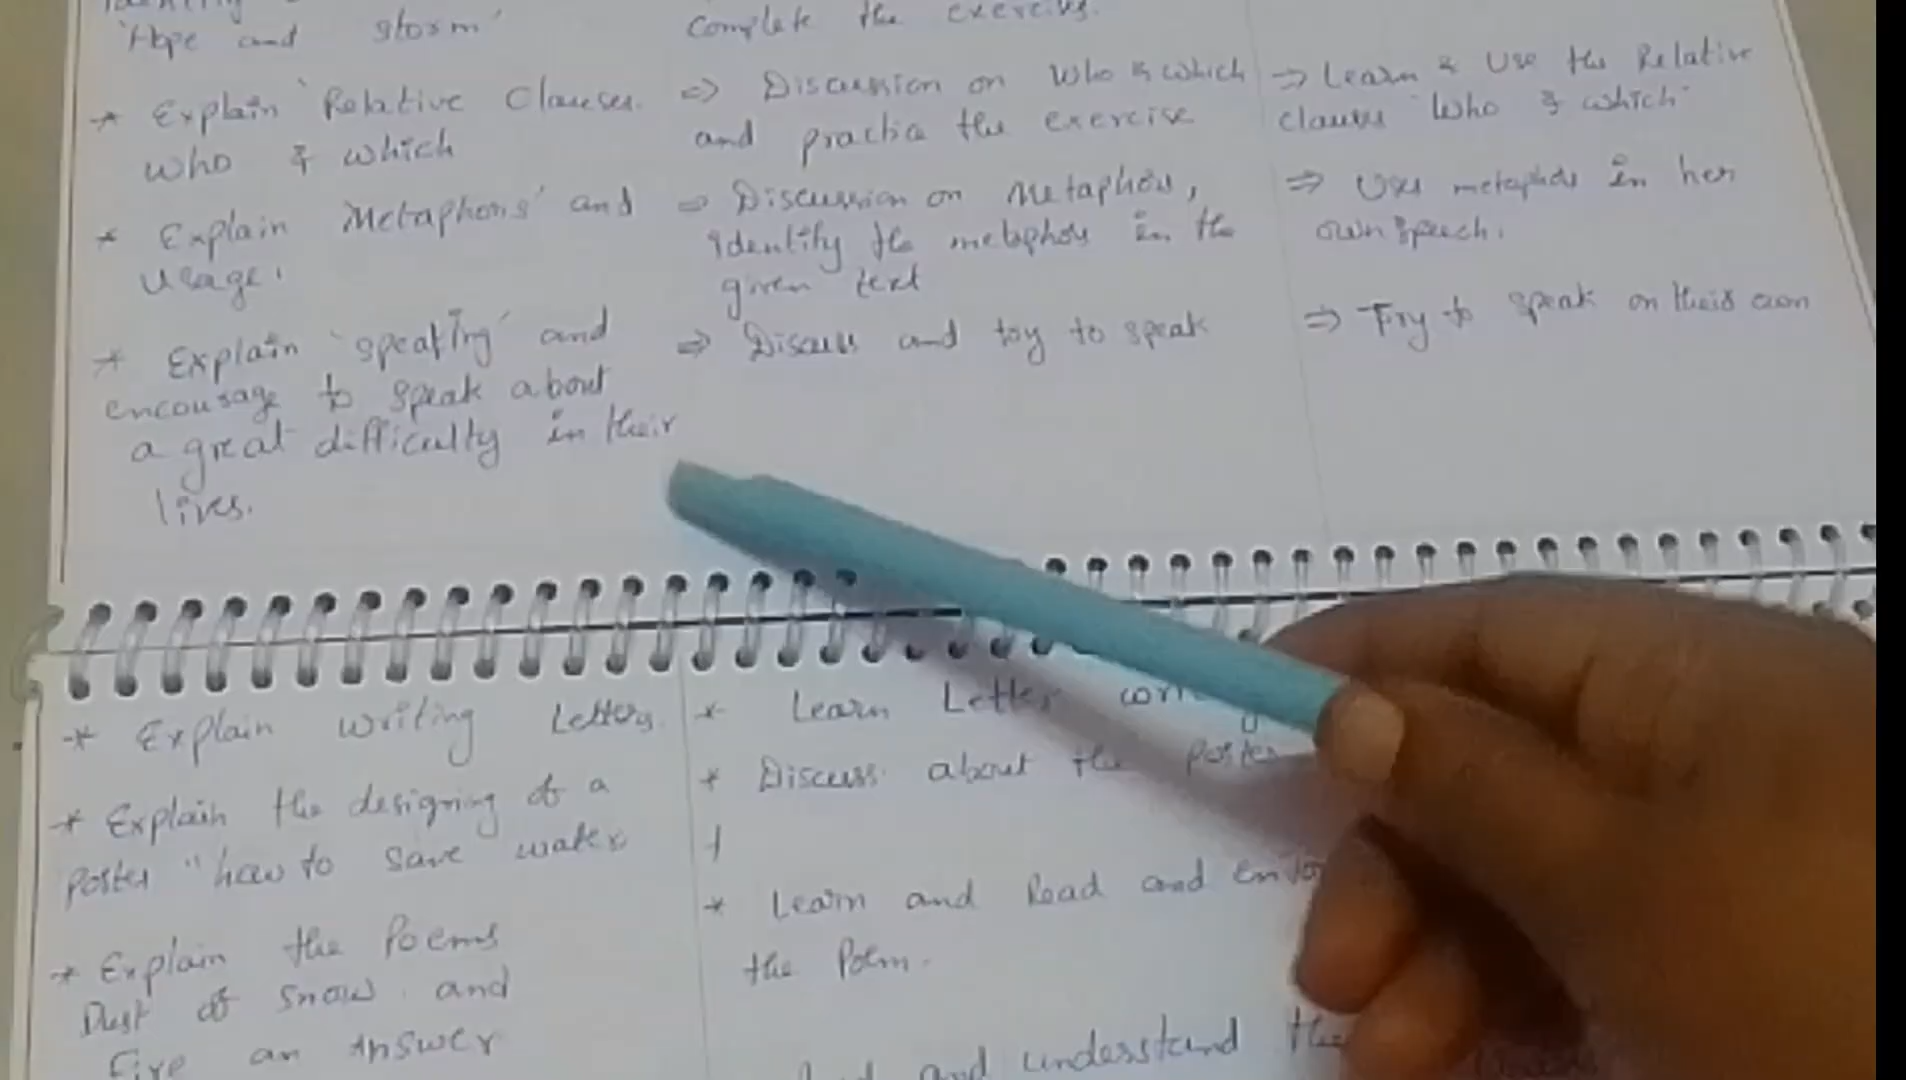 'Hope and storm'
* Explain 'Relative Clauses.
who & which
* Explain 'Metaphors' and
usage.
* Explain 'speaking' and
encourage to speak about
a great difficulty in their
lives.
complete the exercise.
=> Discussion on who & which
and practice the exercise
=> Discussion on Metaphors,
identify the metaphors in the
given text
=> Discuss and try to speak
=> Learn & Use the Relative
clauses 'who & which'
=> Uses metaphors in her
own speech.
=> Try to speak on their own
* Explain writing Letters.
* Explain the designing of a
poster "how to save water
* Explain the Poems
Dust of Snow and
Fire an Answer
* Learn Letter
* Discuss about the poster
* Learn and Read and
the Poem.
and understand the